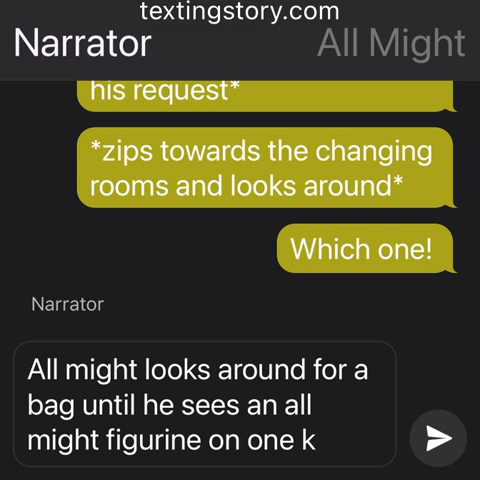 textingstory.com
Narrator
All Might
his request*
*zips towards the changing
rooms and looks around*
Which one!
Narrator
All might looks around for a
bag until he sees an all
might figurine on one k